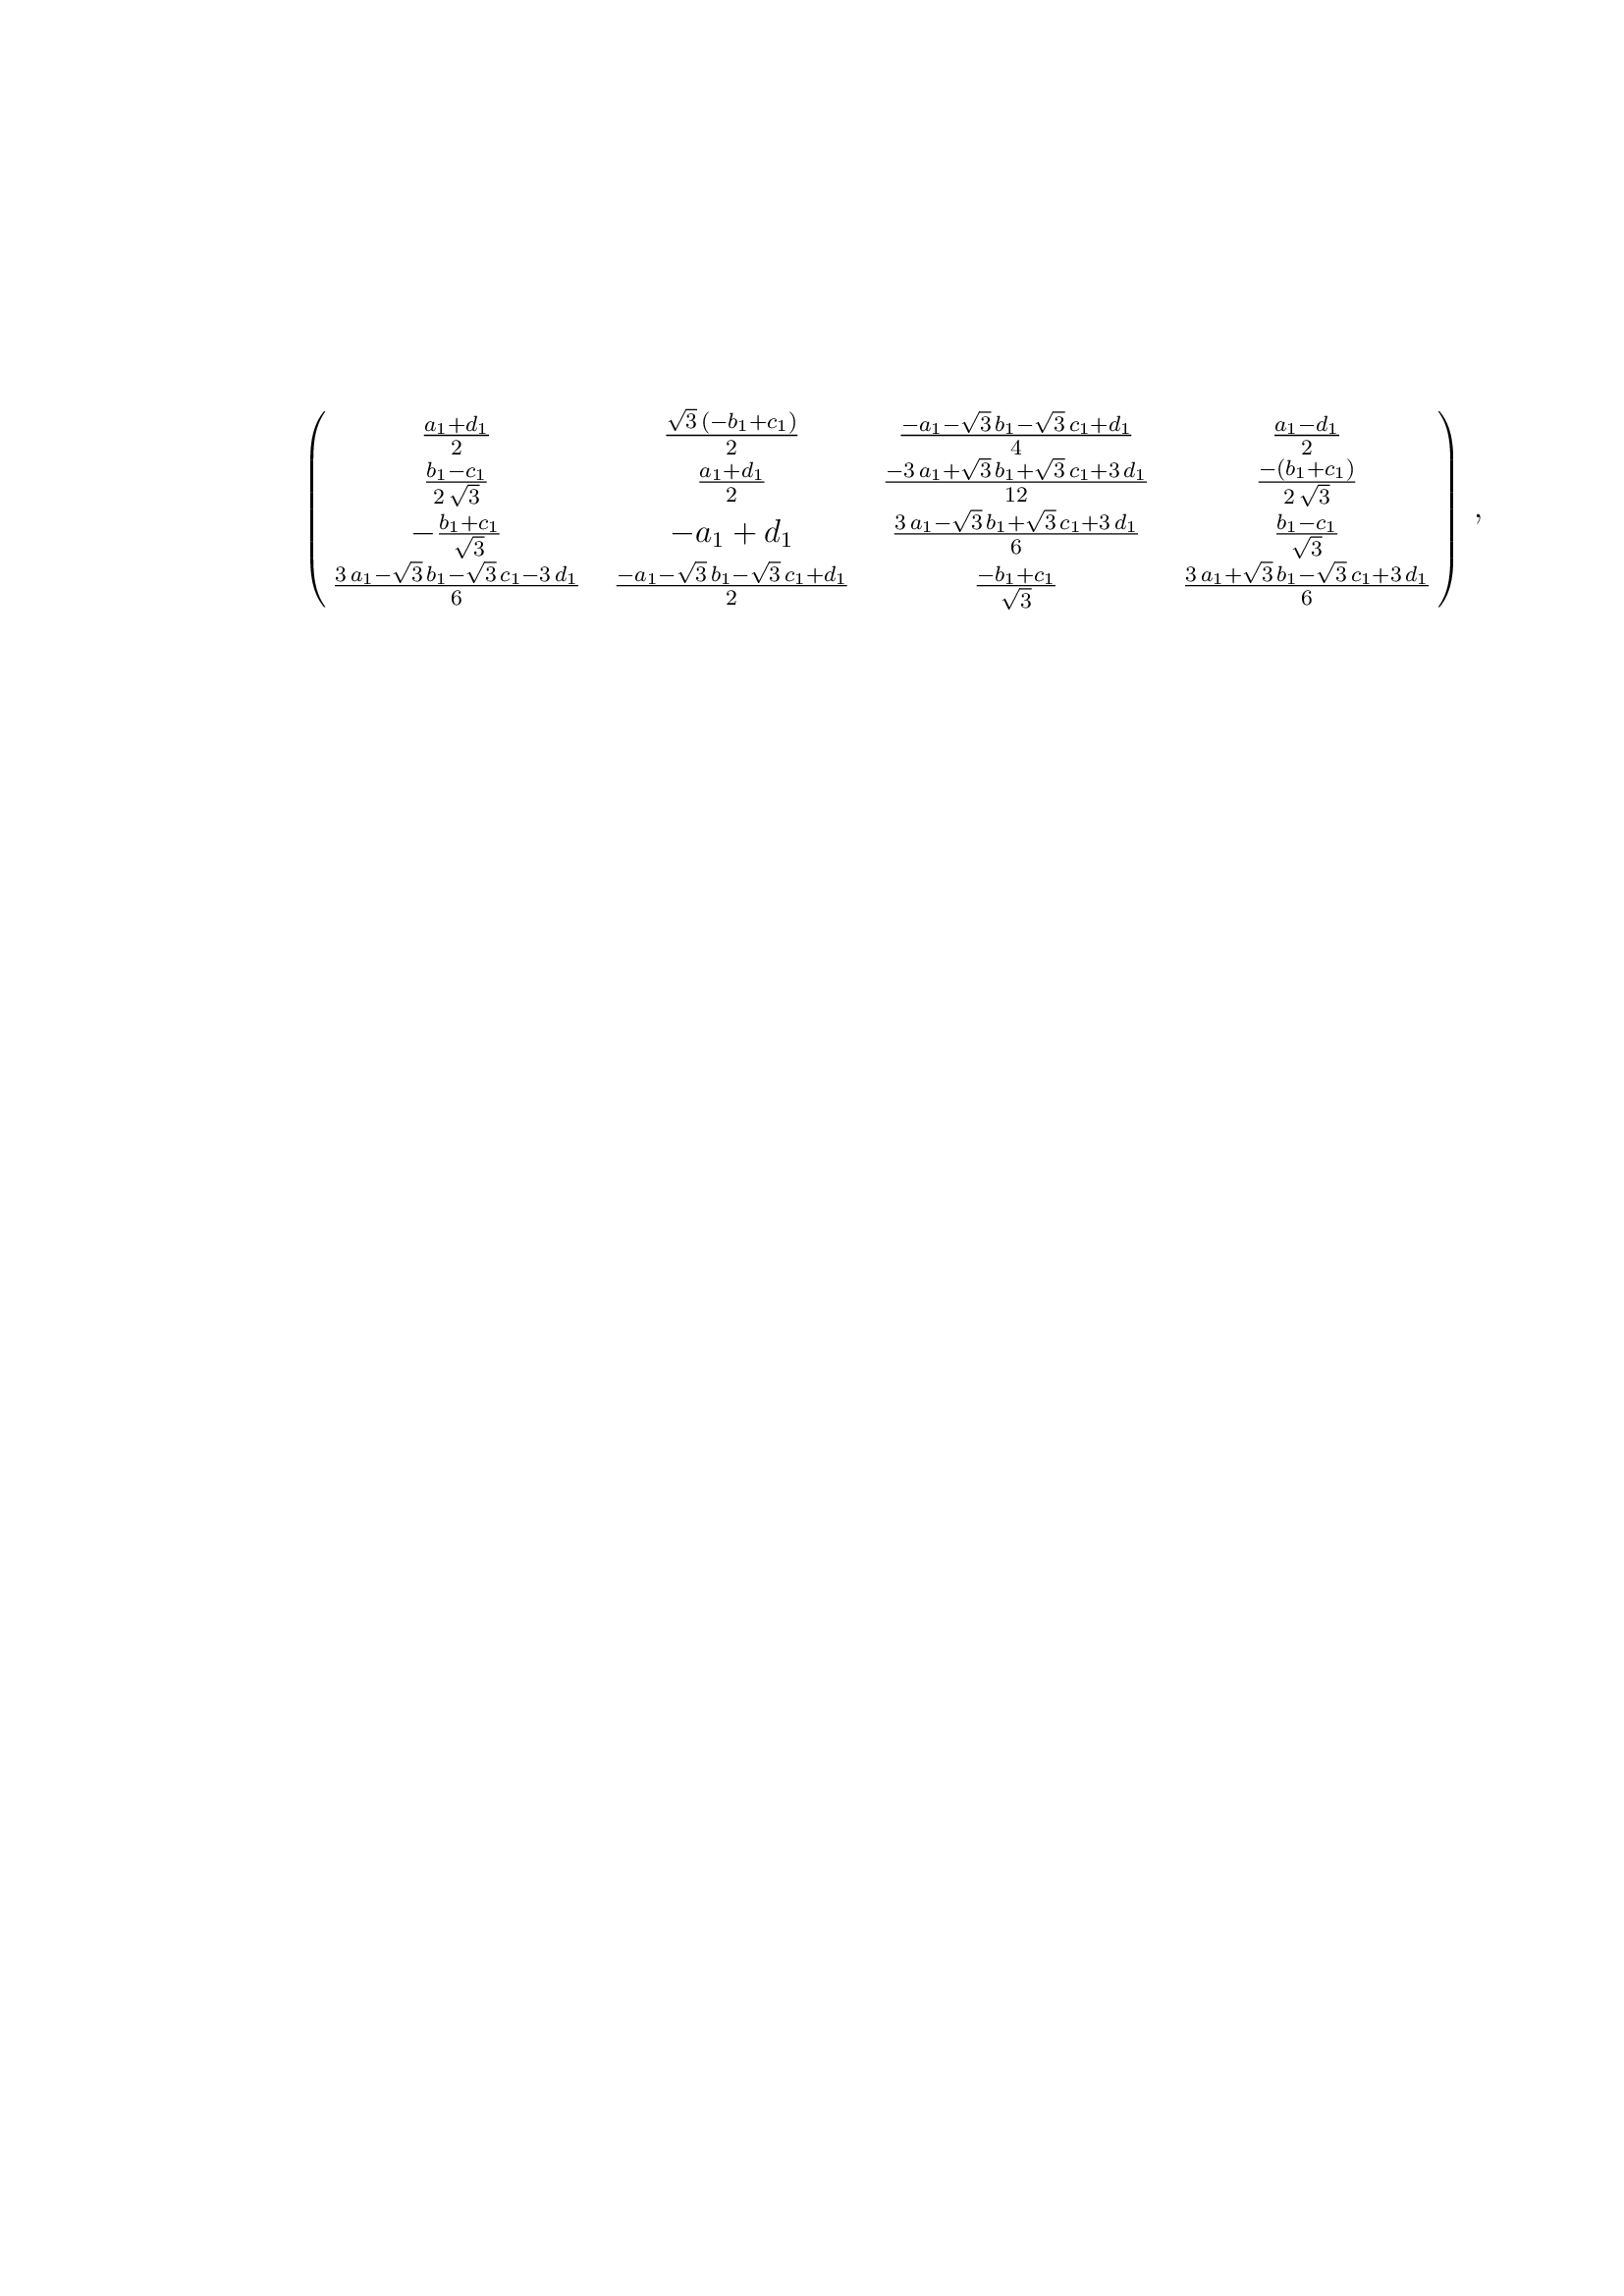 \left( \begin{array}{cccc}
\frac{a_1+d_1}{2} & \frac{\sqrt{3}\,(-b_1+c_1)}{2} & \frac{-a_1-\sqrt{3}\,b_1-\sqrt{3}\,c_1+d_1}{4} & \frac{a_1-d_1}{2} \\
\frac{b_1-c_1}{2\,\sqrt{3}} & \frac{a_1+d_1}{2} & \frac{-3\,a_1+\sqrt{3}\,b_1+\sqrt{3}\,c_1+3\,d_1}{12} & \frac{-(b_1+c_1)}{2\,\sqrt{3}} \\
-\frac{b_1+c_1}{\sqrt{3}} & -a_1+d_1 & \frac{3\,a_1-\sqrt{3}\,b_1+\sqrt{3}\,c_1+3\,d_1}{6} & \frac{b_1-c_1}{\sqrt{3}} \\
\frac{3\,a_1-\sqrt{3}\,b_1-\sqrt{3}\,c_1-3\,d_1}{6} & \frac{-a_1-\sqrt{3}\,b_1-\sqrt{3}\,c_1+d_1}{2} & \frac{-b_1+c_1}{\sqrt{3}} & \frac{3\,a_1+\sqrt{3}\,b_1-\sqrt{3}\,c_1+3\,d_1}{6}
\end{array} \right) ,